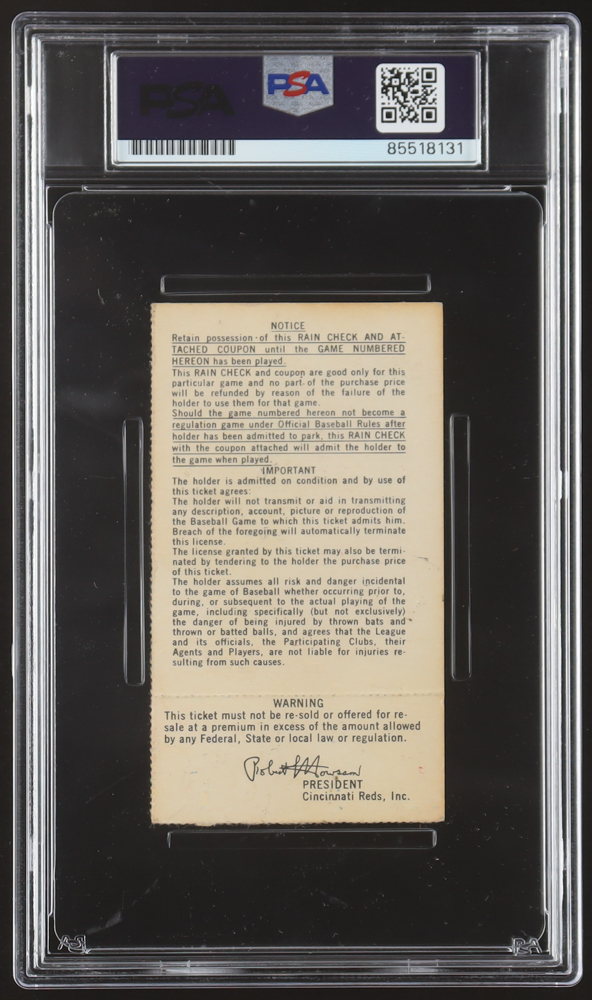 PSA
PSA
85518131
NOTICE
Retain possession of this RAIN CHECK AND AT-
TACHED COUPON until the GAME NUMBERED
HEREON has been played.
This RAIN CHECK and coupon are good only for this
particular game and no part of the purchase price
will be refunded by reason of the failure of the
holder to use them for that game.
Should the game numbered hereon not become a
regulation game under Official Baseball Rules after
holder has been admitted to park, this RAIN CHECK
with the coupon attached will admit the holder to
the game when played.
IMPORTANT
The holder is admitted on condition and by use of
this ticket agrees:
The holder will not transmit or aid in transmitting
any description, account, picture or reproduction of
the Baseball Game to which this ticket admits him.
Breach of the foregoing will automatically terminate
this license.
The license granted by this ticket may also be termi-
nated by tendering to the holder the purchase price
of this ticket.
The holder assumes all risk and danger incidental
to the game of Baseball whether occurring prior to,
during, or subsequent to the actual playing of the
game, including specifically (but not exclusively)
the danger of being injured by thrown bats and
thrown or batted balls, and agrees that the League
and its officials, the Participating Clubs, their
Agents and Players, are not liable for injuries re-
sulting from such causes.
WARNING
This ticket must not be re-sold or offered for re-
sale at a premium in excess of the amount allowed
by any Federal, State or local law or regulation.
Robert L Howsam
PRESIDENT
Cincinnati Reds, Inc.
PSA
PSA